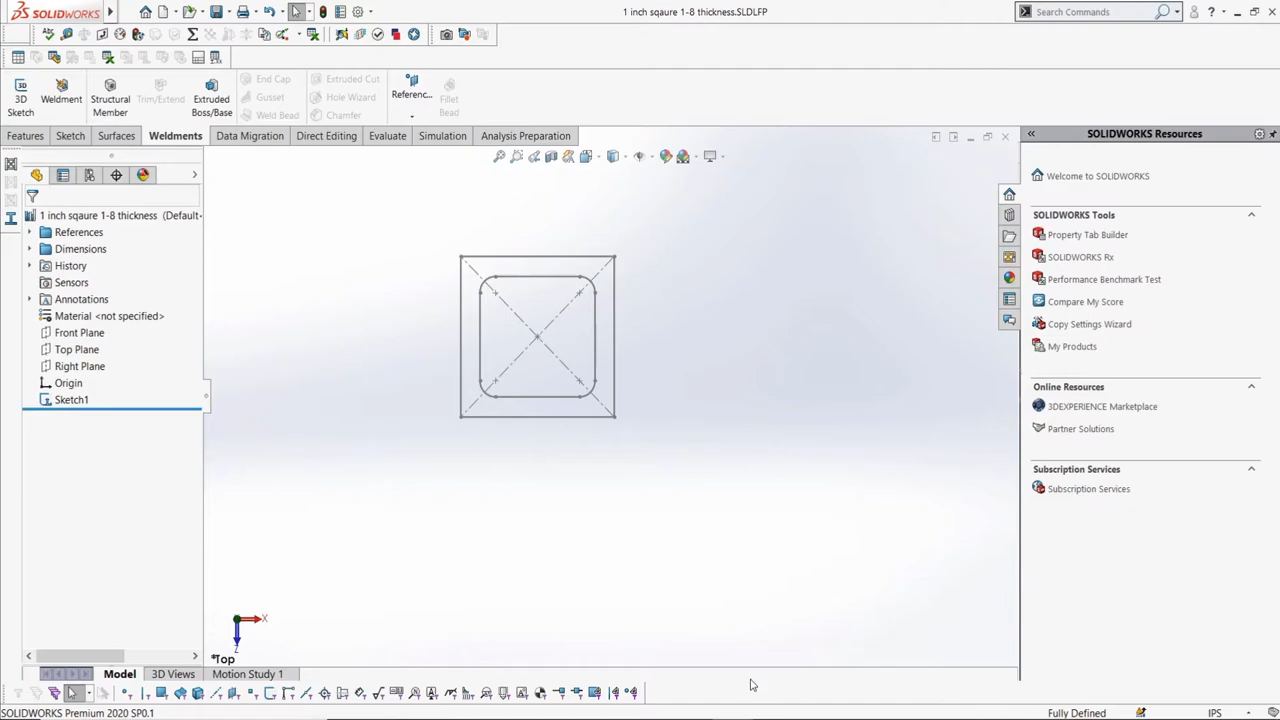 SOLIDWORKS
1 inch sqaure 1-8 thickness.SLDLFP
Search Commands
3D Sketch
Weldment
Structural Member
Trim/Extend
Extruded Boss/Base
End Cap
Gusset
Weld Bead
Extruded Cut
Hole Wizard
Chamfer
Referenc...
Fillet Bead
Features
Sketch
Surfaces
Weldments
Data Migration
Direct Editing
Evaluate
Simulation
Analysis Preparation
1 inch sqaure 1-8 thickness (Default-
References
Dimensions
History
Sensors
Annotations
Material <not specified>
Front Plane
Top Plane
Right Plane
Origin
Sketch1
X
Z
*Top
SOLIDWORKS Resources
Welcome to SOLIDWORKS
SOLIDWORKS Tools
Property Tab Builder
SOLIDWORKS Rx
Performance Benchmark Test
Compare My Score
Copy Settings Wizard
My Products
Online Resources
3DEXPERIENCE Marketplace
Partner Solutions
Subscription Services
Subscription Services
Model
3D Views
Motion Study 1
SOLIDWORKS Premium 2020 SP0.1
Fully Defined
IPS